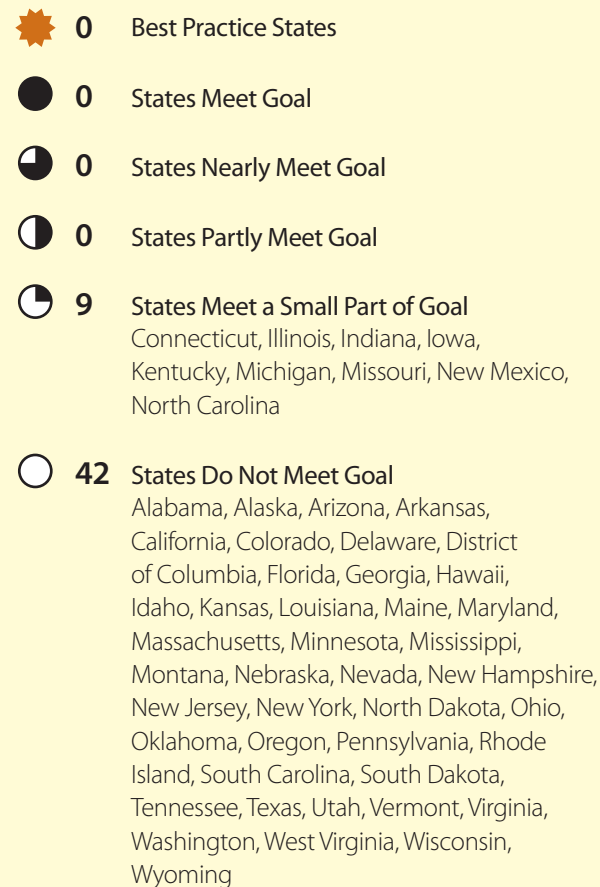 0 Best Practice States
0 States Meet Goal
0 States Nearly Meet Goal
0 States Partly Meet Goal
9 States Meet a Small Part of Goal
Connecticut, Illinois, Indiana, Iowa,
Kentucky, Michigan, Missouri, New Mexico,
North Carolina
42 States Do Not Meet Goal
Alabama, Alaska, Arizona, Arkansas,
California, Colorado, Delaware, District
of Columbia, Florida, Georgia, Hawaii,
Idaho, Kansas, Louisiana, Maine, Maryland,
Massachusetts, Minnesota, Mississippi,
Montana, Nebraska, Nevada, New Hampshire,
New Jersey, New York, North Dakota, Ohio,
Oklahoma, Oregon, Pennsylvania, Rhode
Island, South Carolina, South Dakota,
Tennessee, Texas, Utah, Vermont, Virginia,
Washington, West Virginia, Wisconsin,
Wyoming